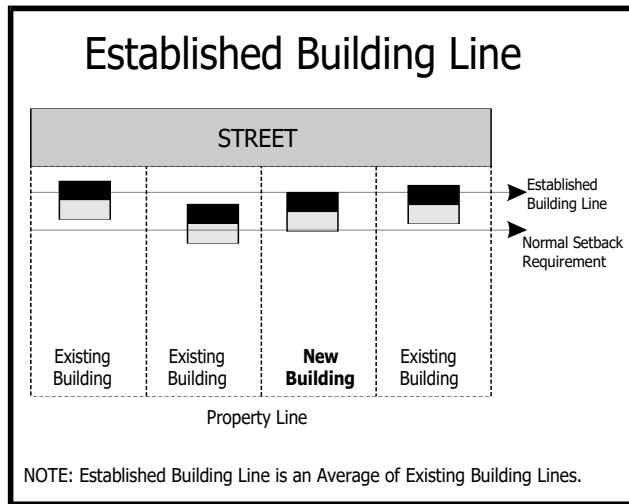 Established Building Line
STREET
Established
Building Line
Normal Setback
Requirement
Existing
Building
Existing
Building
New
Building
Existing
Building
Property Line
NOTE: Established Building Line is an Average of Existing Building Lines.